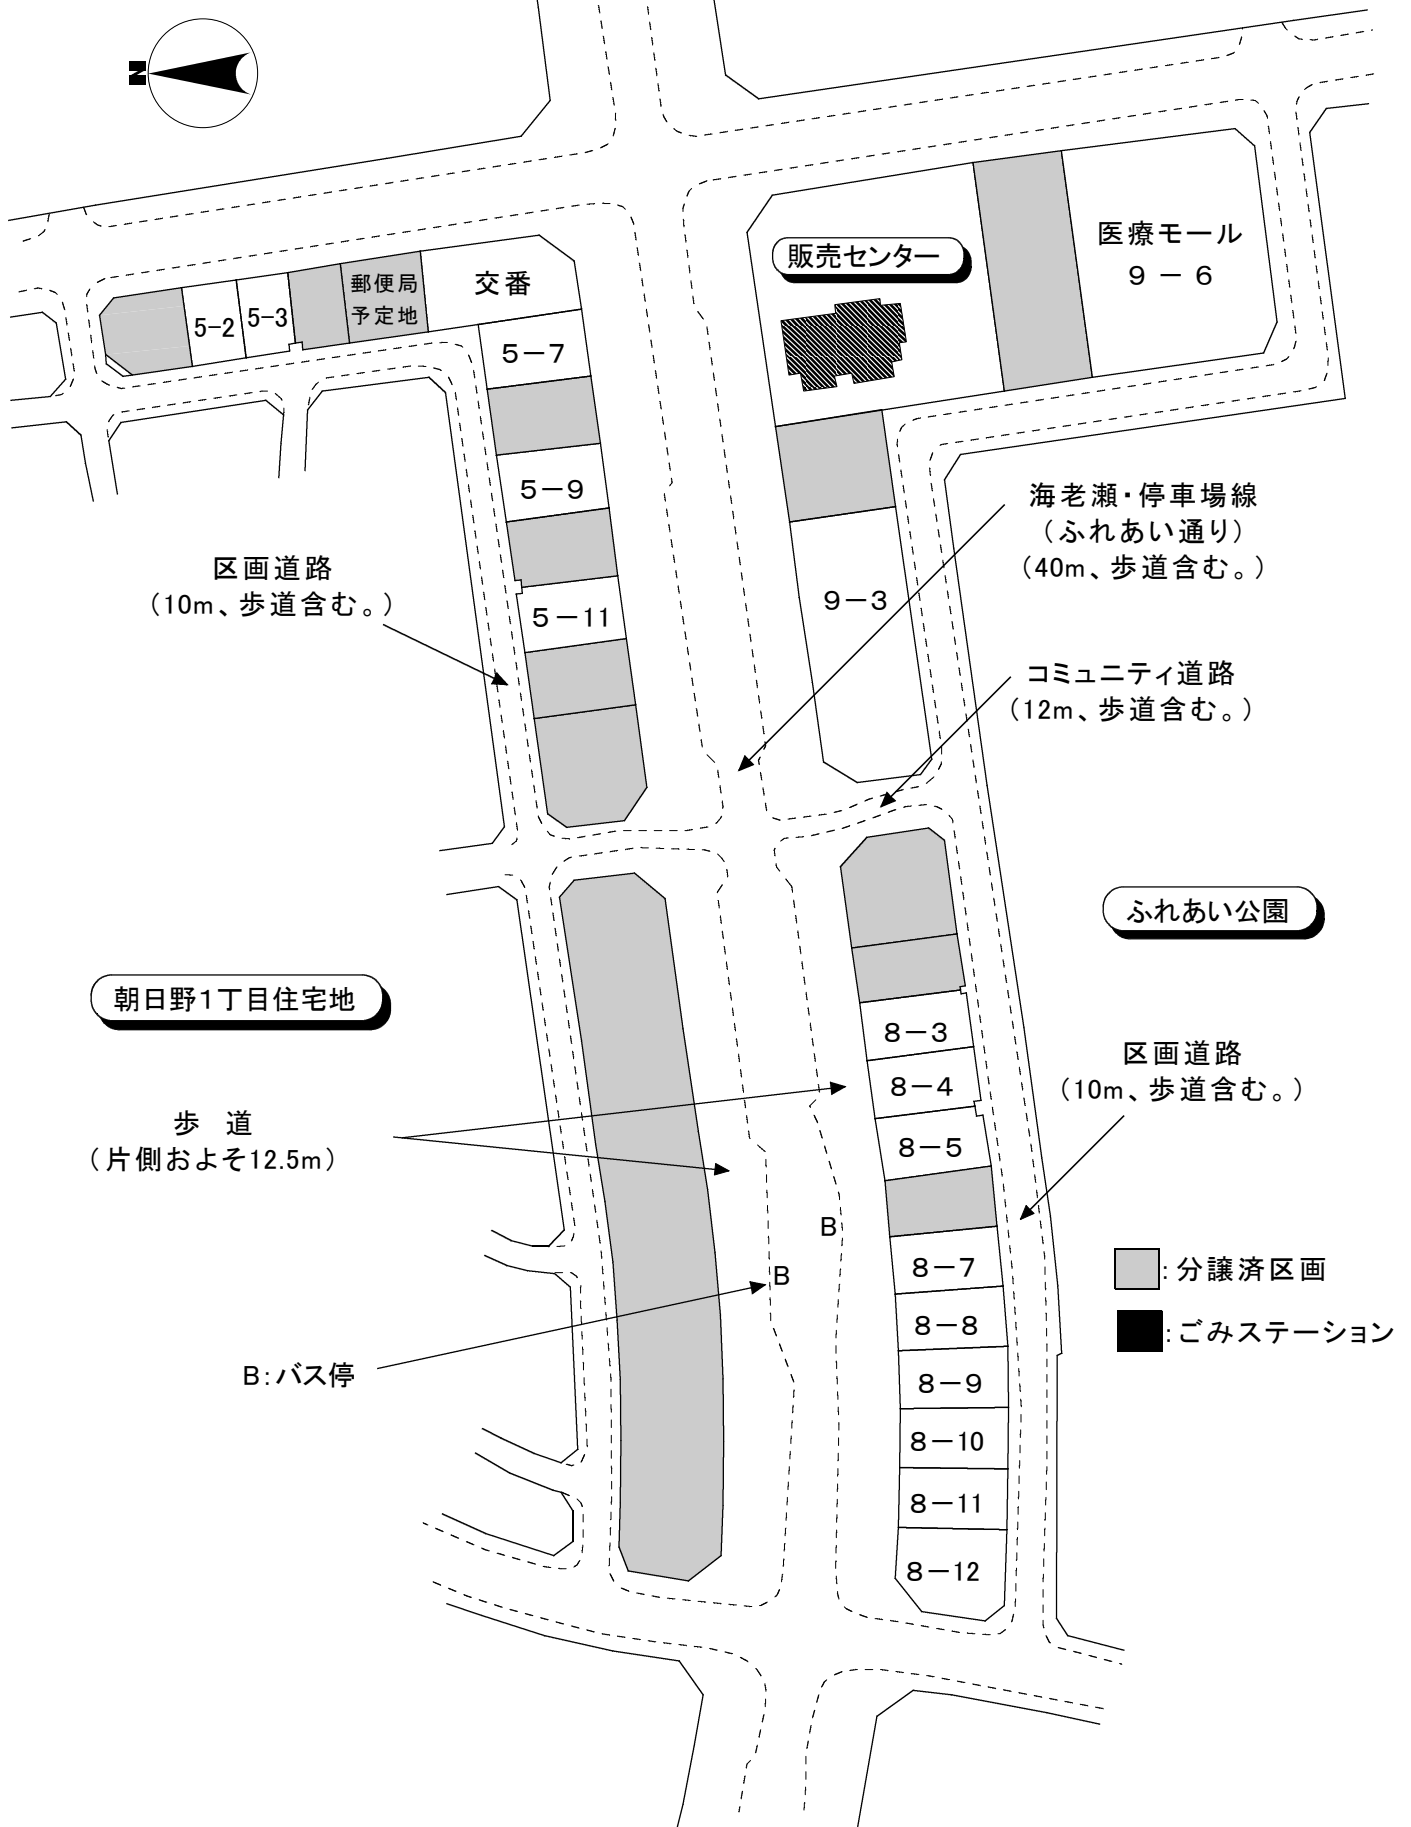 N
医療モール
９－６
販売センター
郵便局
予定地
交番
5-2
5-3
５－７
５－９
５－11
９－３
海老瀬・停車場線
（ふれあい通り）
（40m、歩道含む。）
区画道路
（10m、歩道含む。）
コミュニティ道路
（12m、歩道含む。）
ふれあい公園
朝日野１丁目住宅地
８－３
８－４
８－５
区画道路
（10m、歩道含む。）
歩　道
（片側およそ12.5m）
B
B
８－７
８－８
８－９
８－10
８－11
８－12
：分譲済区画
：ごみステーション
B：バス停